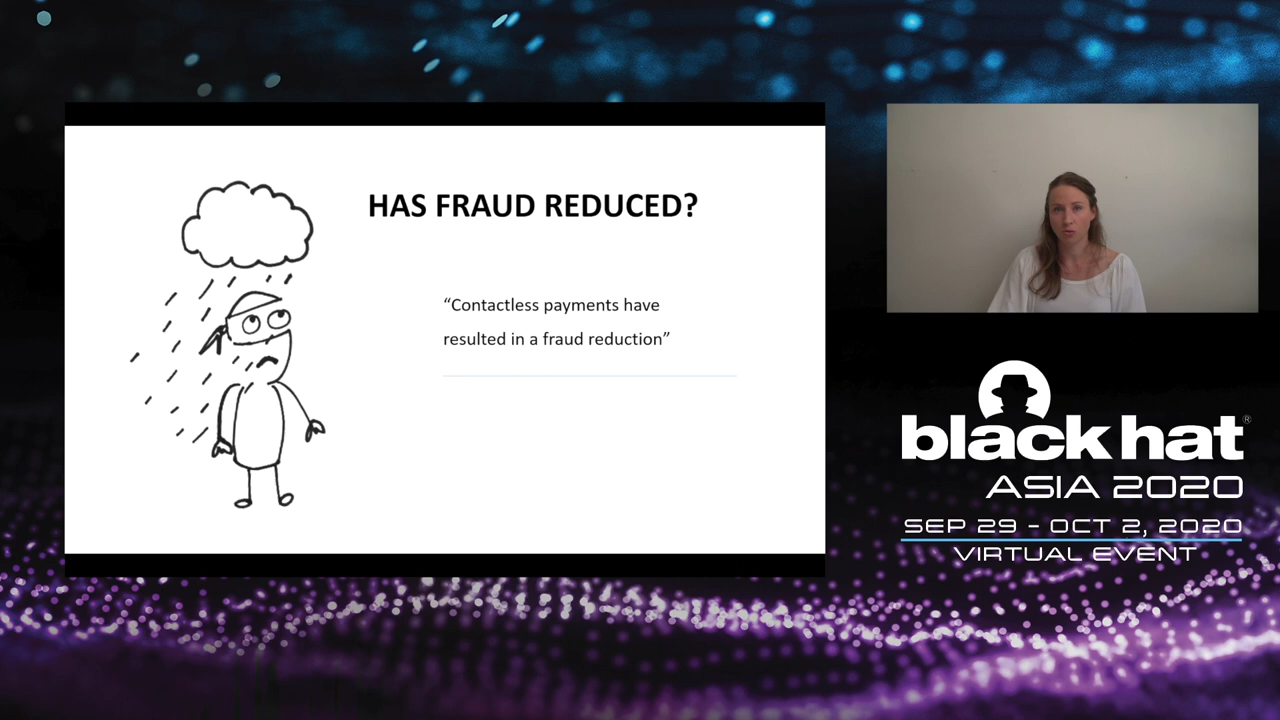 HAS FRAUD REDUCED?
“Contactless payments have
resulted in a fraud reduction”
black hat®
ASIA 2020
SEP 29 - OCT 2, 2020
VIRTUAL EVENT